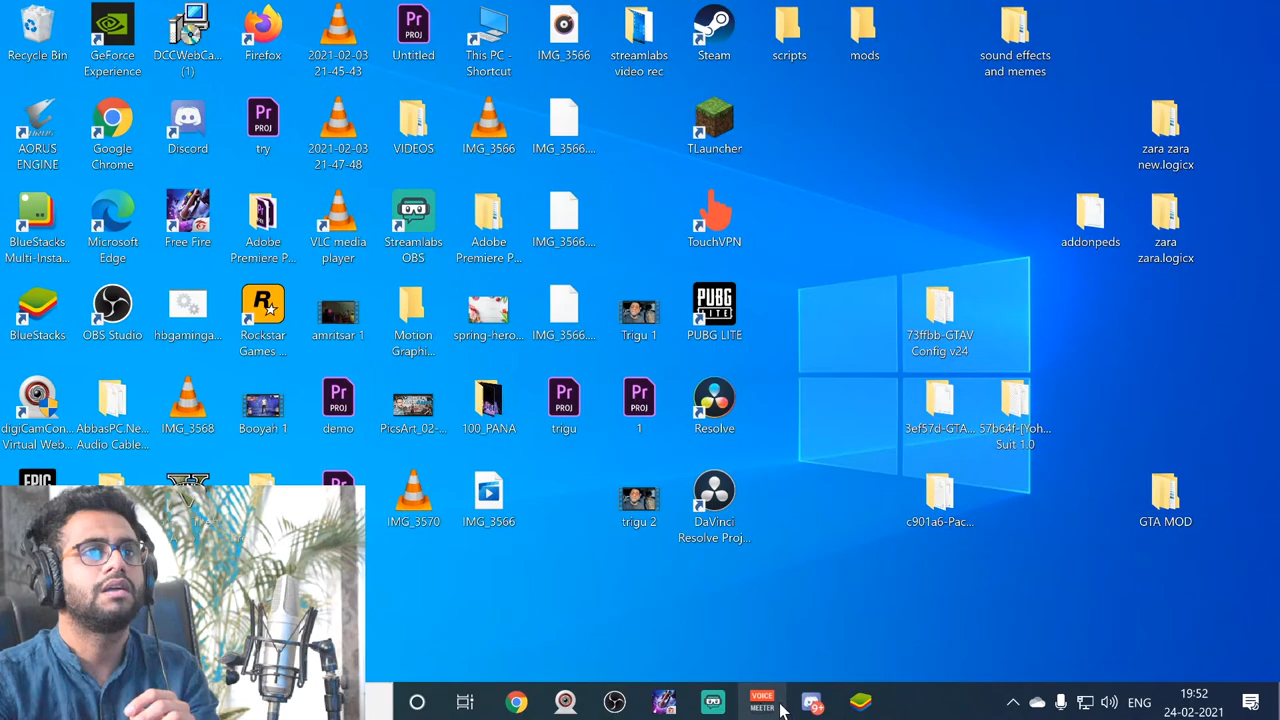 Recycle Bin
GeForce Experience
DCCWebCa... (1)
Firefox
2021-02-03 21-45-43
Pr
PROJ
Untitled
This PC - Shortcut
IMG_3566
streamlabs video rec
Steam
scripts
mods
sound effects and memes
AORUS ENGINE
Google Chrome
Discord
Pr
PROJ
try
2021-02-03 21-47-48
VIDEOS
IMG_3566
IMG_3566....
TLauncher
zara zara new.logicx
BlueStacks Multi-Insta...
Microsoft Edge
Free Fire
Adobe Premiere P...
VLC media player
Streamlabs OBS
Adobe Premiere P...
IMG_3566....
TouchVPN
addonpeds
zara zara.logicx
BlueStacks
OBS Studio
hbgaminga...
R
Rockstar Games ...
amritsar 1
Motion Graphi...
spring-hero...
IMG_3566....
Trigu 1
PUBG
LITE
PUBG LITE
73ffbb-GTAV Config v24
digiCamCon... Virtual Web...
AbbasPC.Ne... Audio Cable...
IMG_3568
Booyah 1
Pr
PROJ
demo
PicsArt_02-...
100_PANA
Pr
PROJ
trigu
Pr
PROJ
1
Resolve
3ef57d-GTA...
57b64f-[Yoh... Suit 1.0
EPIC
IMG_3570
IMG_3566
trigu 2
DaVinci Resolve Proj...
c901a6-Pac...
GTA MOD
VOICE
MEETER
9+
ENG
19:52
24-02-2021